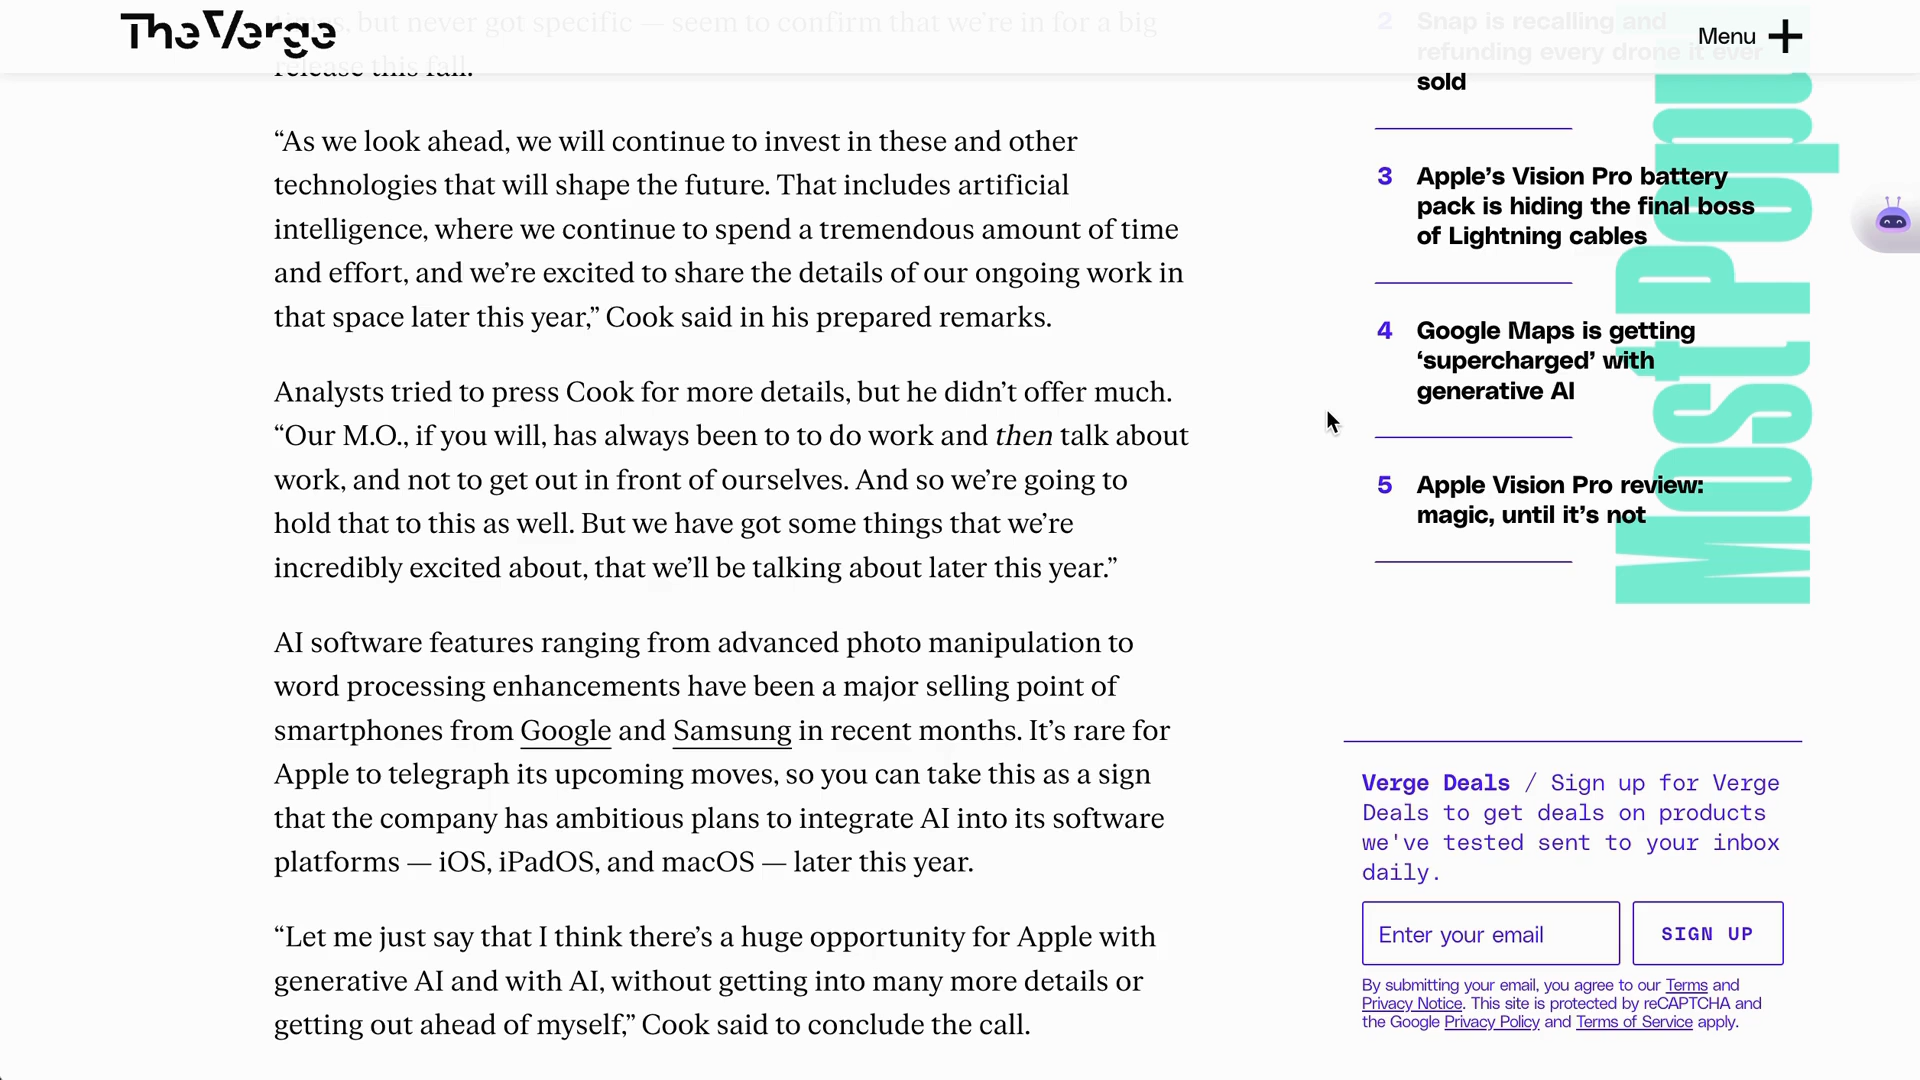 The Verge
Menu
times, but never got specific — seem to confirm that we’re in for a big
release this fall.
“As we look ahead, we will continue to invest in these and other
technologies that will shape the future. That includes artificial
intelligence, where we continue to spend a tremendous amount of time
and effort, and we’re excited to share the details of our ongoing work in
that space later this year,” Cook said in his prepared remarks.
Analysts tried to press Cook for more details, but he didn’t offer much.
“Our M.O., if you will, has always been to to do work and then talk about
work, and not to get out in front of ourselves. And so we’re going to
hold that to this as well. But we have got some things that we’re
incredibly excited about, that we’ll be talking about later this year.”
AI software features ranging from advanced photo manipulation to
word processing enhancements have been a major selling point of
smartphones from Google and Samsung in recent months. It’s rare for
Apple to telegraph its upcoming moves, so you can take this as a sign
that the company has ambitious plans to integrate AI into its software
platforms — iOS, iPadOS, and macOS — later this year.
“Let me just say that I think there’s a huge opportunity for Apple with
generative AI and with AI, without getting into many more details or
getting out ahead of myself,” Cook said to conclude the call.
Most Popu
2 Snap is recalling and
refunding every drone it ever
sold
3 Apple’s Vision Pro battery
pack is hiding the final boss
of Lightning cables
4 Google Maps is getting
‘supercharged’ with
generative AI
5 Apple Vision Pro review:
magic, until it’s not
Verge Deals / Sign up for Verge
Deals to get deals on products
we've tested sent to your inbox
daily.
Enter your email
SIGN UP
By submitting your email, you agree to our Terms and
Privacy Notice. This site is protected by reCAPTCHA and
the Google Privacy Policy and Terms of Service apply.